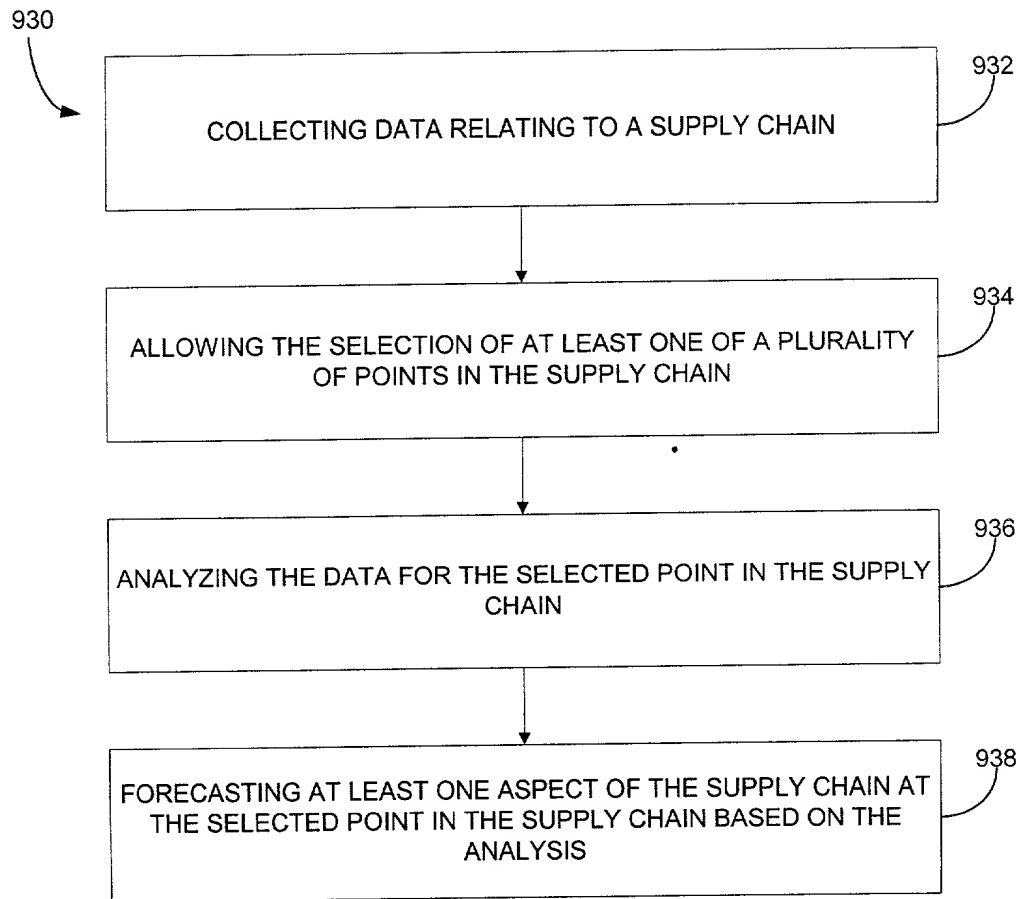 930
932
COLLECTING DATA RELATING TO A SUPPLY CHAIN
934
ALLOWING THE SELECTION OF AT LEAST ONE OF A PLURALITY
OF POINTS IN THE SUPPLY CHAIN
936
ANALYZING THE DATA FOR THE SELECTED POINT IN THE SUPPLY
CHAIN
938
FORECASTING AT LEAST ONE ASPECT OF THE SUPPLY CHAIN AT
THE SELECTED POINT IN THE SUPPLY CHAIN BASED ON THE
ANALYSIS